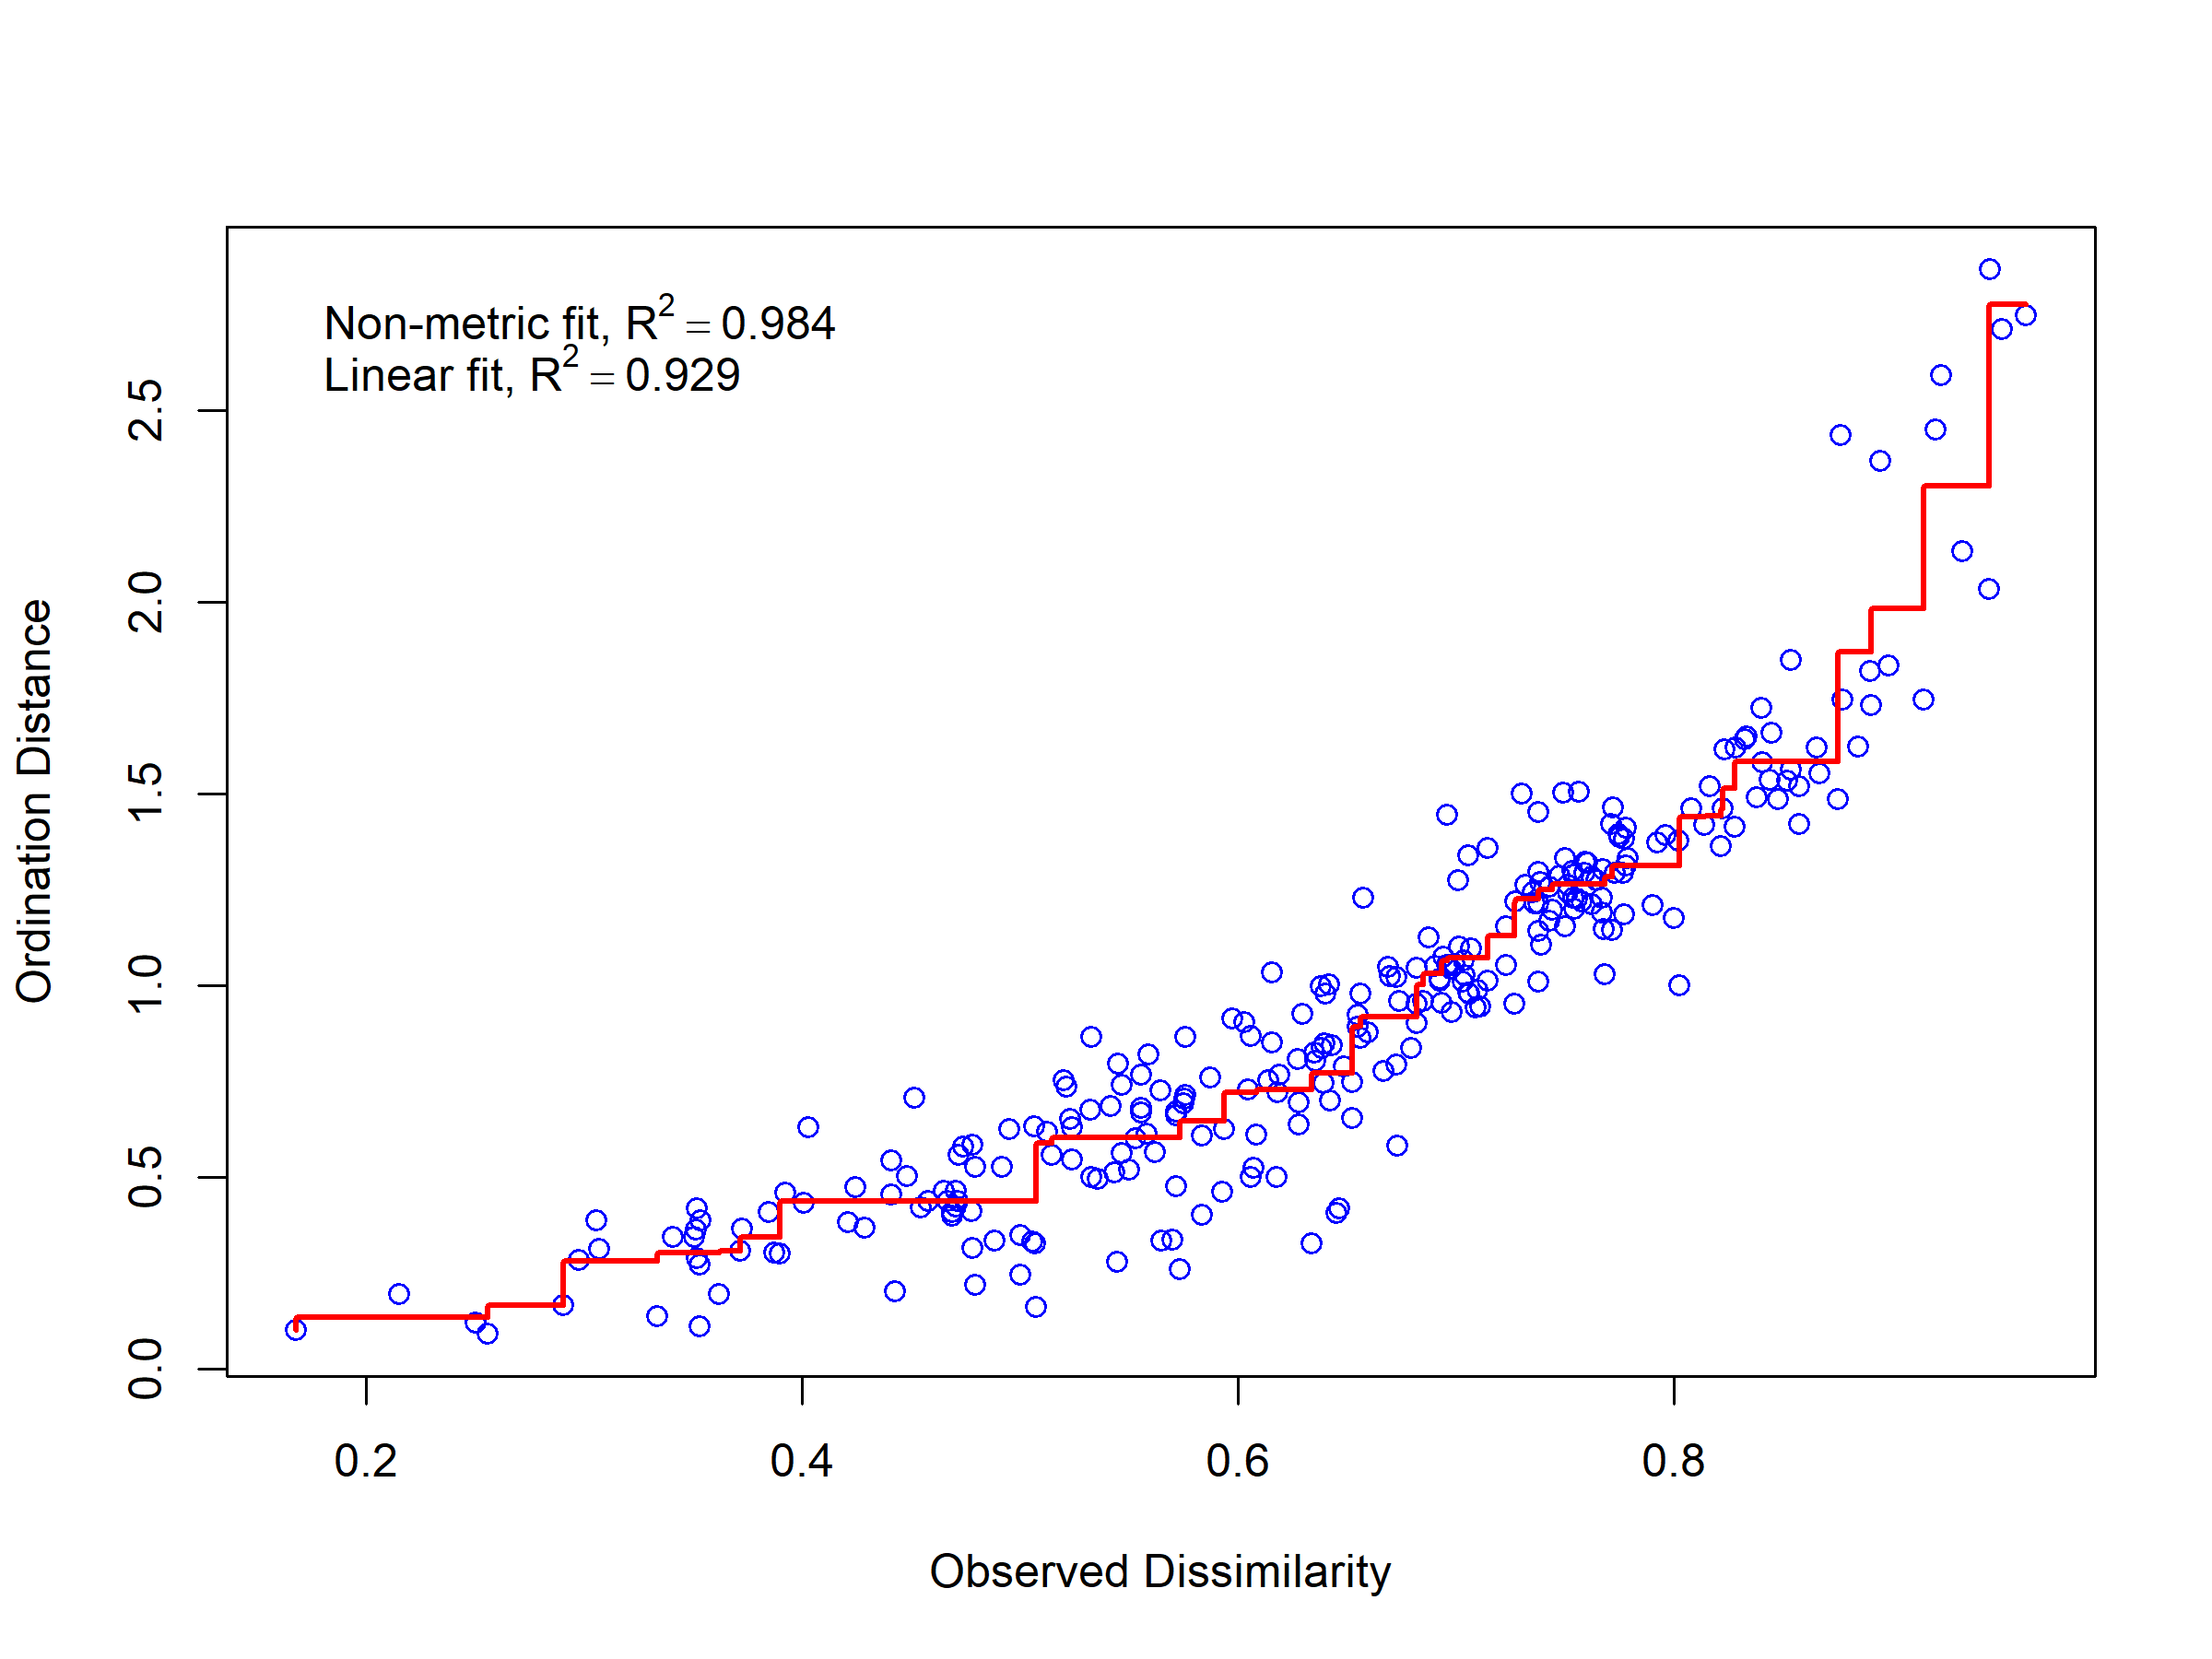 Non-metric fit, R² = 0.984
Linear fit, R² = 0.929
Ordination Distance
0.0 0.5 1.0 1.5 2.0 2.5
0.2 0.4 0.6 0.8
Observed Dissimilarity